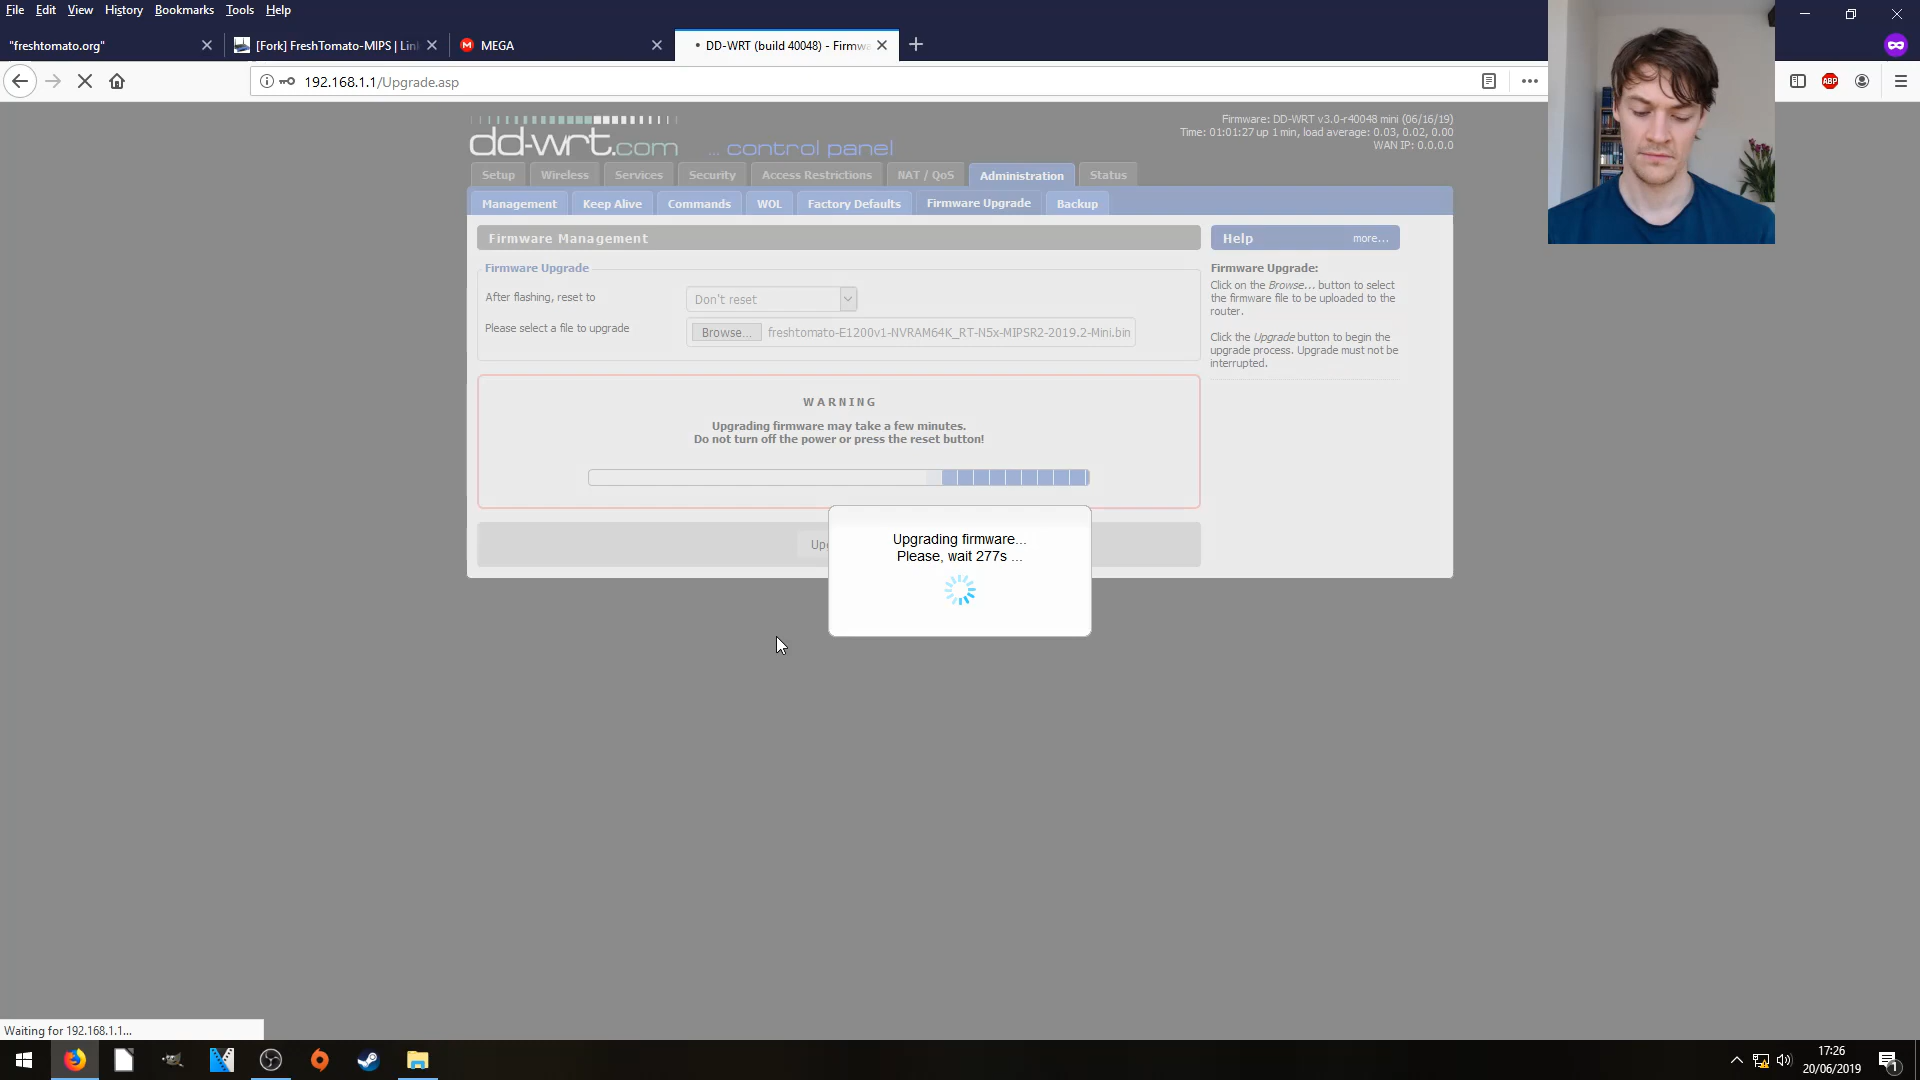 File Edit View History Bookmarks Tools Help
"freshtomato.org"
[Fork] FreshTomato-MIPS | Lin
MEGA
DD-WRT (build 40048) - Firmwa
192.168.1.1/Upgrade.asp
ABP
dd-wrt.com ... control panel
Firmware: DD-WRT v3.0-r40048 mini (06/16/19)
Time: 01:01:27 up 1 min, load average: 0.03, 0.02, 0.00
WAN IP: 0.0.0.0
Setup Wireless Services Security Access Restrictions NAT / QoS Administration Status
Management Keep Alive Commands WOL Factory Defaults Firmware Upgrade Backup
Firmware Management
Firmware Upgrade
After flashing, reset to
Don't reset
Please select a file to upgrade
Browse... freshtomato-E1200v1-NVRAM64K_RT-N5x-MIPSR2-2019.2-Mini.bin
WARNING
Upgrading firmware may take a few minutes.
Do not turn off the power or press the reset button!
Upgrading firmware...
Please, wait 277s ...
Help more...
Firmware Upgrade:
Click on the Browse... button to select
the firmware file to be uploaded to the
router.
Click the Upgrade button to begin the
upgrade process. Upgrade must not be
interrupted.
Waiting for 192.168.1.1...
17:26
20/06/2019
1